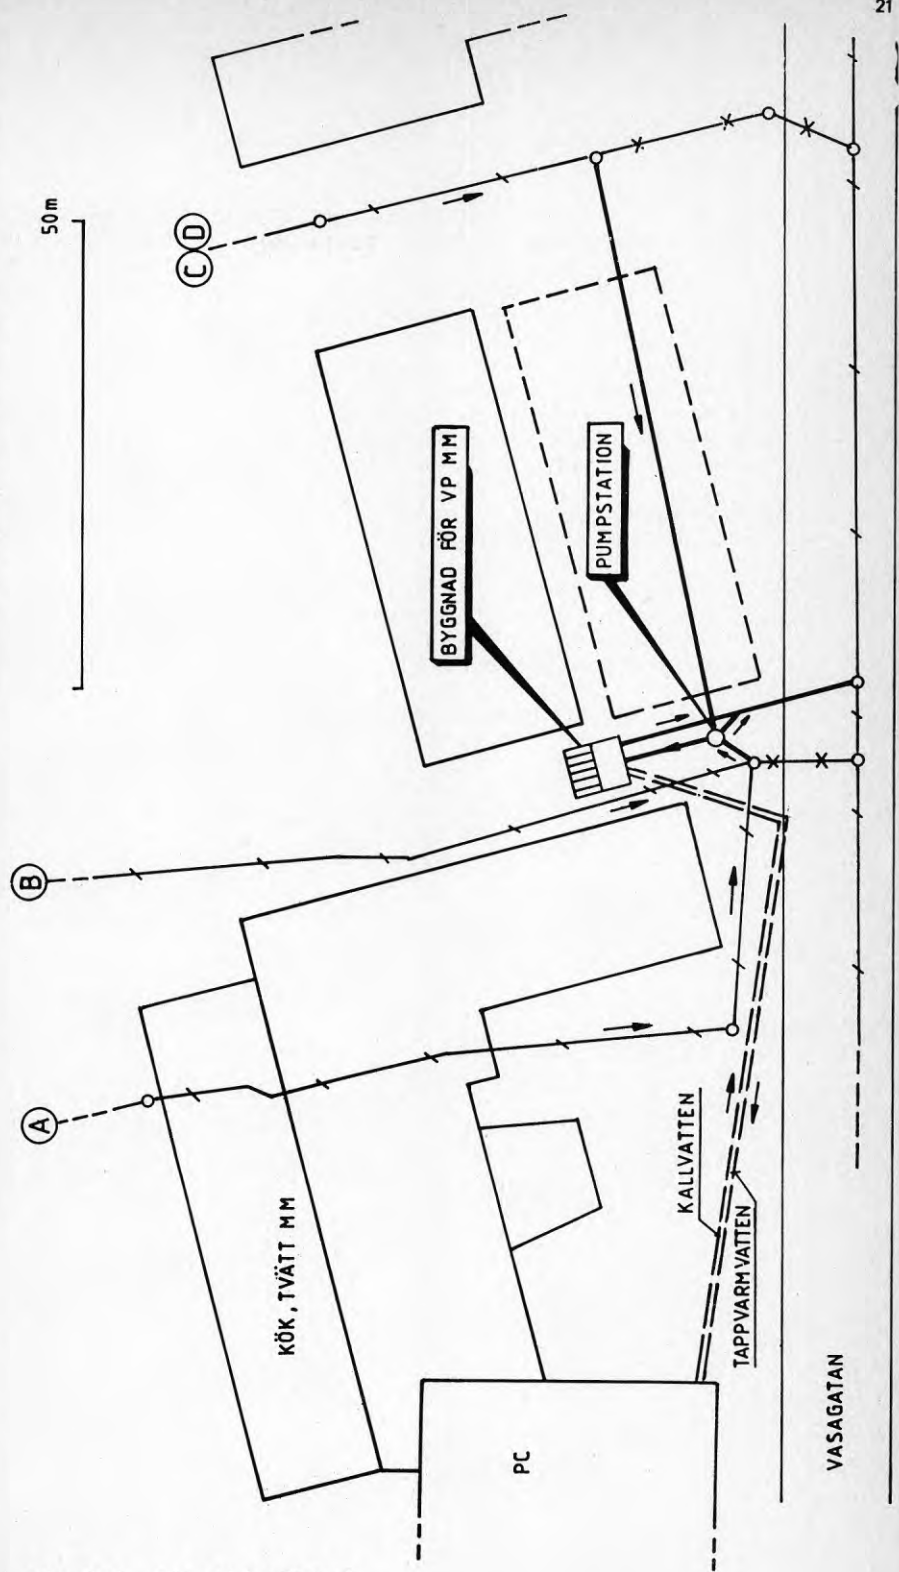 21
50 m
C D
B
A
BYGGNAD FÖR VP MM
PUMPSTATION
KÖK, TVÄTT MM
KALLVATTEN
TAPPVARMVATTEN
PC
VASAGATAN